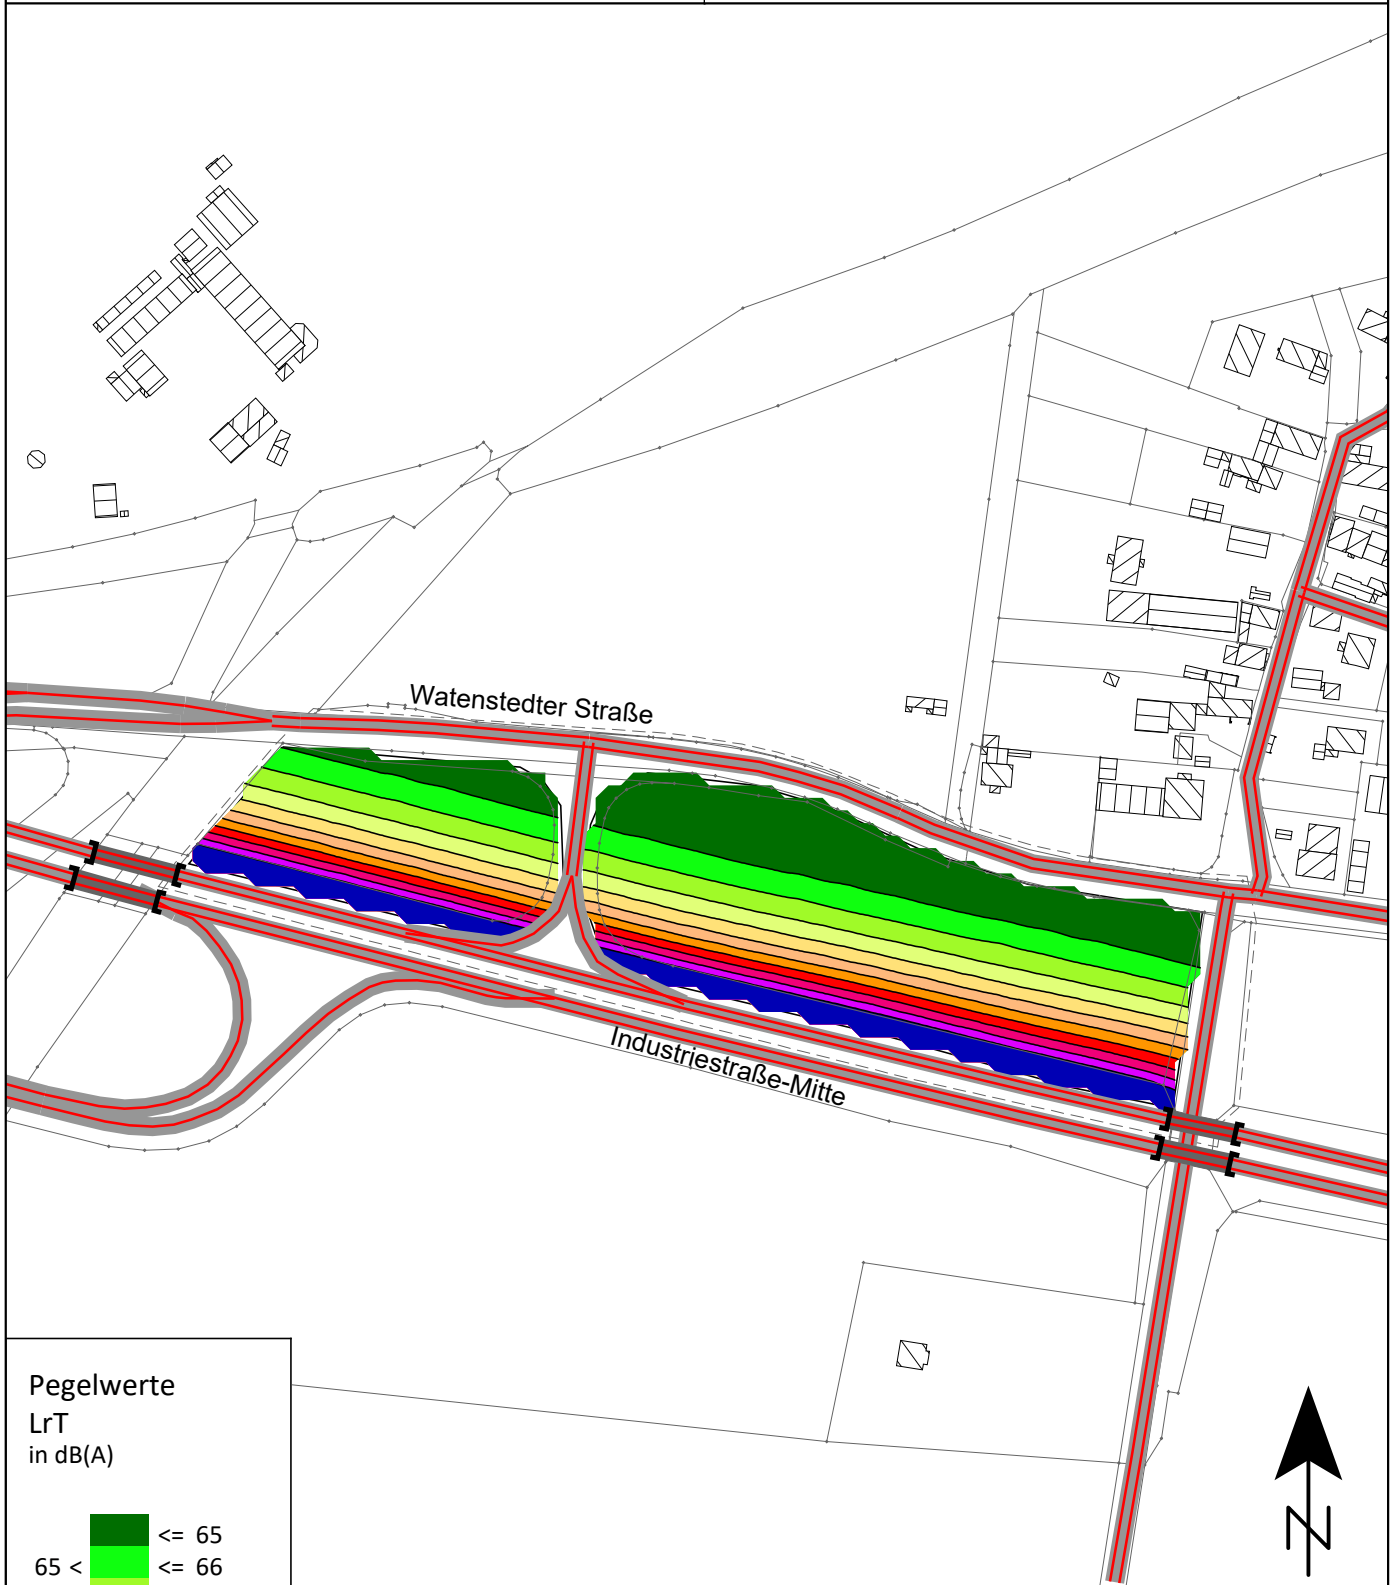 Watenstedter Straße
Industriestraße-Mitte
Pegelwerte
LrT
in dB(A)
<= 65
65 < <= 66
N